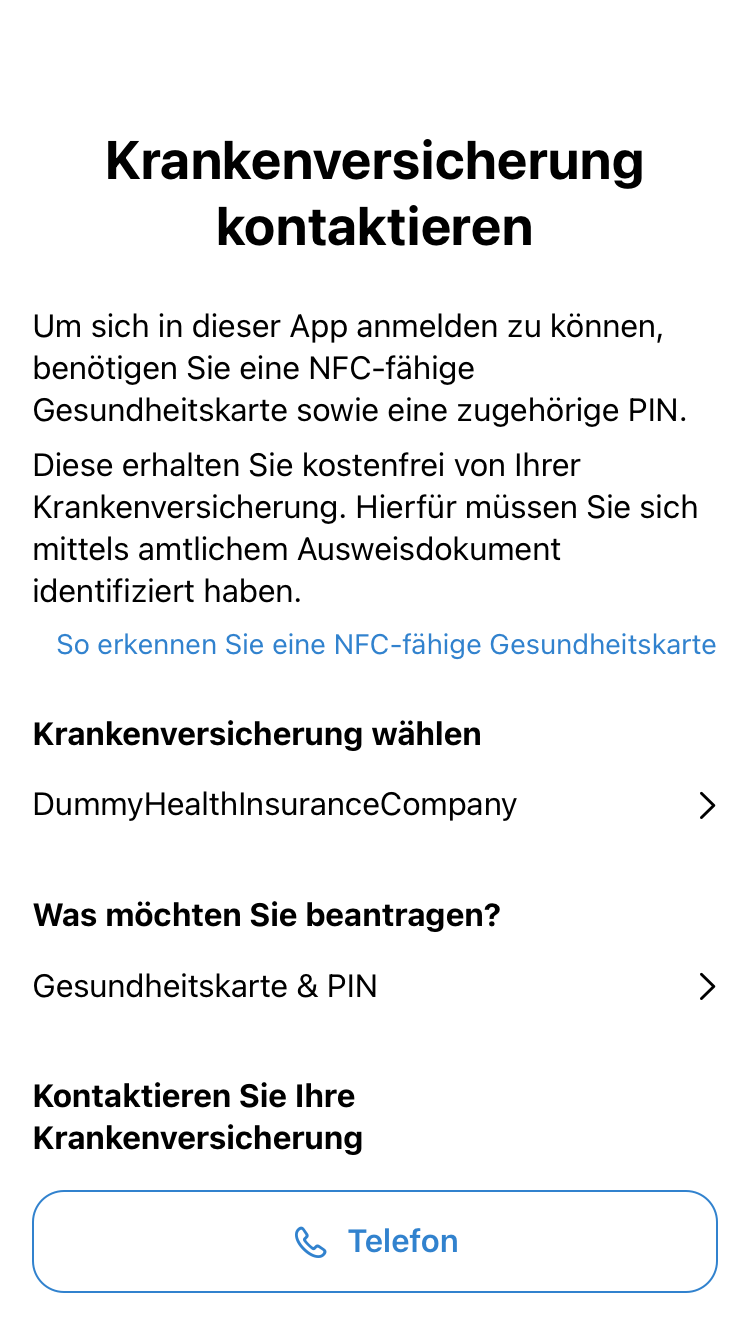 Krankenversicherung
kontaktieren
Um sich in dieser App anmelden zu können,
benötigen Sie eine NFC-fähige
Gesundheitskarte sowie eine zugehörige PIN.
Diese erhalten Sie kostenfrei von Ihrer
Krankenversicherung. Hierfür müssen Sie sich
mittels amtlichem Ausweisdokument
identifiziert haben.
So erkennen Sie eine NFC-fähige Gesundheitskarte
Krankenversicherung wählen
DummyHealthInsuranceCompany
Was möchten Sie beantragen?
Gesundheitskarte & PIN
Kontaktieren Sie Ihre
Krankenversicherung
Telefon